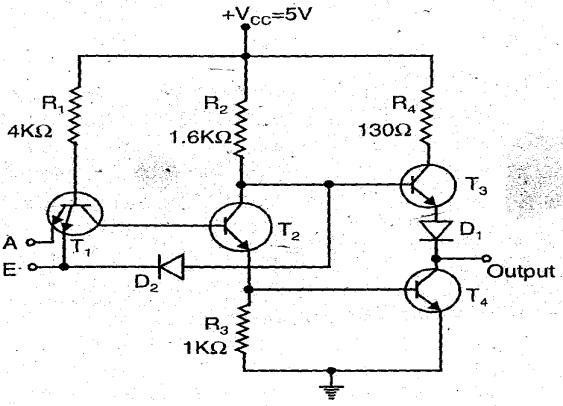 +VCC=5V
R1
4KΩ
R2
1.6KΩ
R4
130Ω
T3
A
T1
T2
D1
E
D2
Output
T4
R3
1KΩ